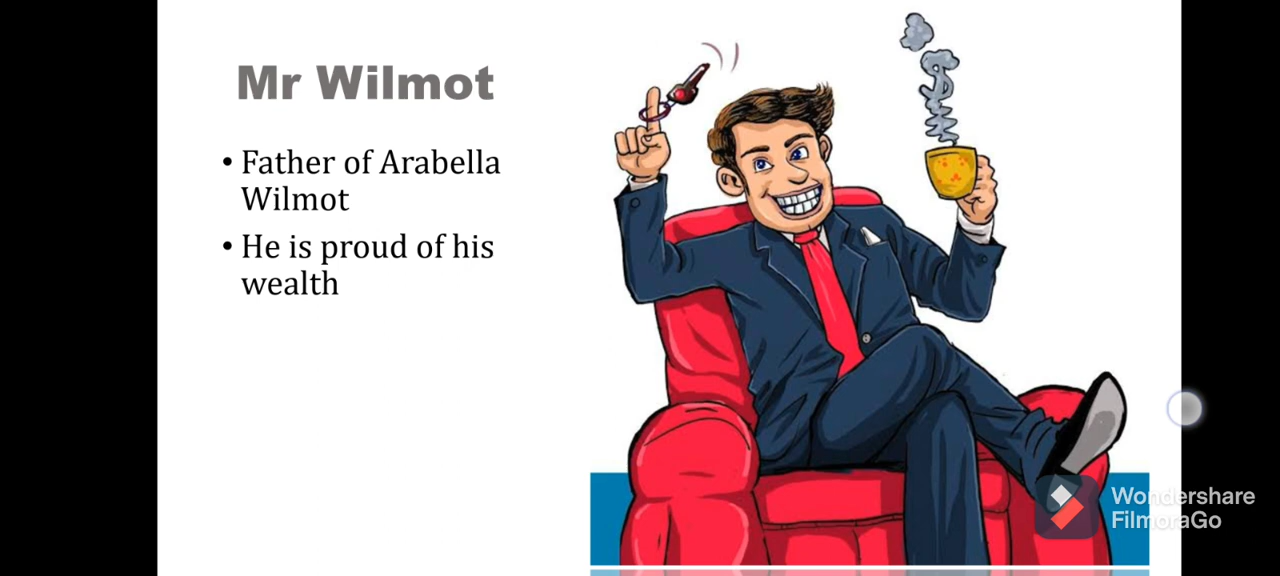 Mr Wilmot
• Father of Arabella
Wilmot
• He is proud of his
wealth
Wondershare
FilmoraGo